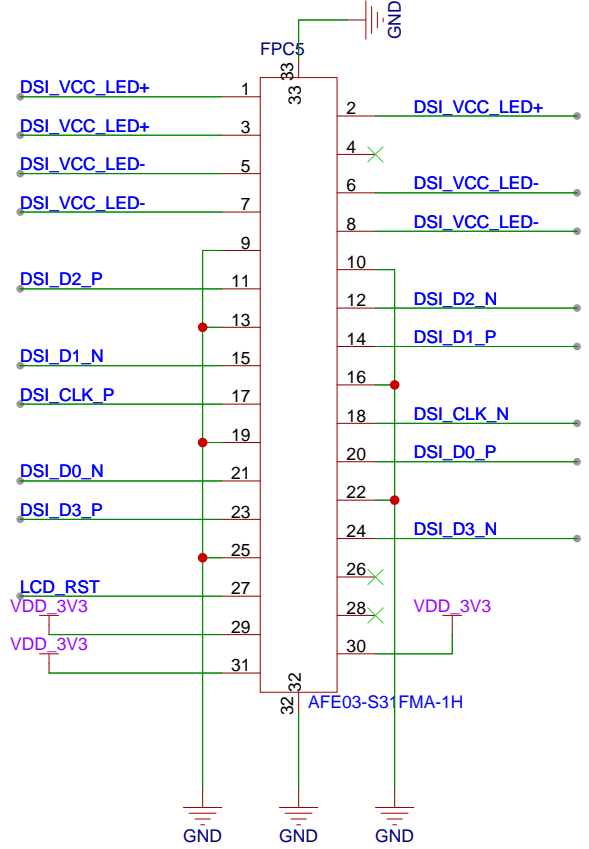 GND
FPC5
33
33
DSI_VCC_LED+ 1
2 DSI_VCC_LED+
DSI_VCC_LED+ 3
4
DSI_VCC_LED- 5
6 DSI_VCC_LED-
DSI_VCC_LED- 7
8 DSI_VCC_LED-
9
10
DSI_D2_P 11
12 DSI_D2_N
13
14 DSI_D1_P
DSI_D1_N 15
16
DSI_CLK_P 17
18 DSI_CLK_N
19
20 DSI_D0_P
DSI_D0_N 21
22
DSI_D3_P 23
24 DSI_D3_N
25
26
LCD_RST 27
28
VDD_3V3 29
VDD_3V3
30
VDD_3V3 31
32
32
AFE03-S31FMA-1H
GND GND GND